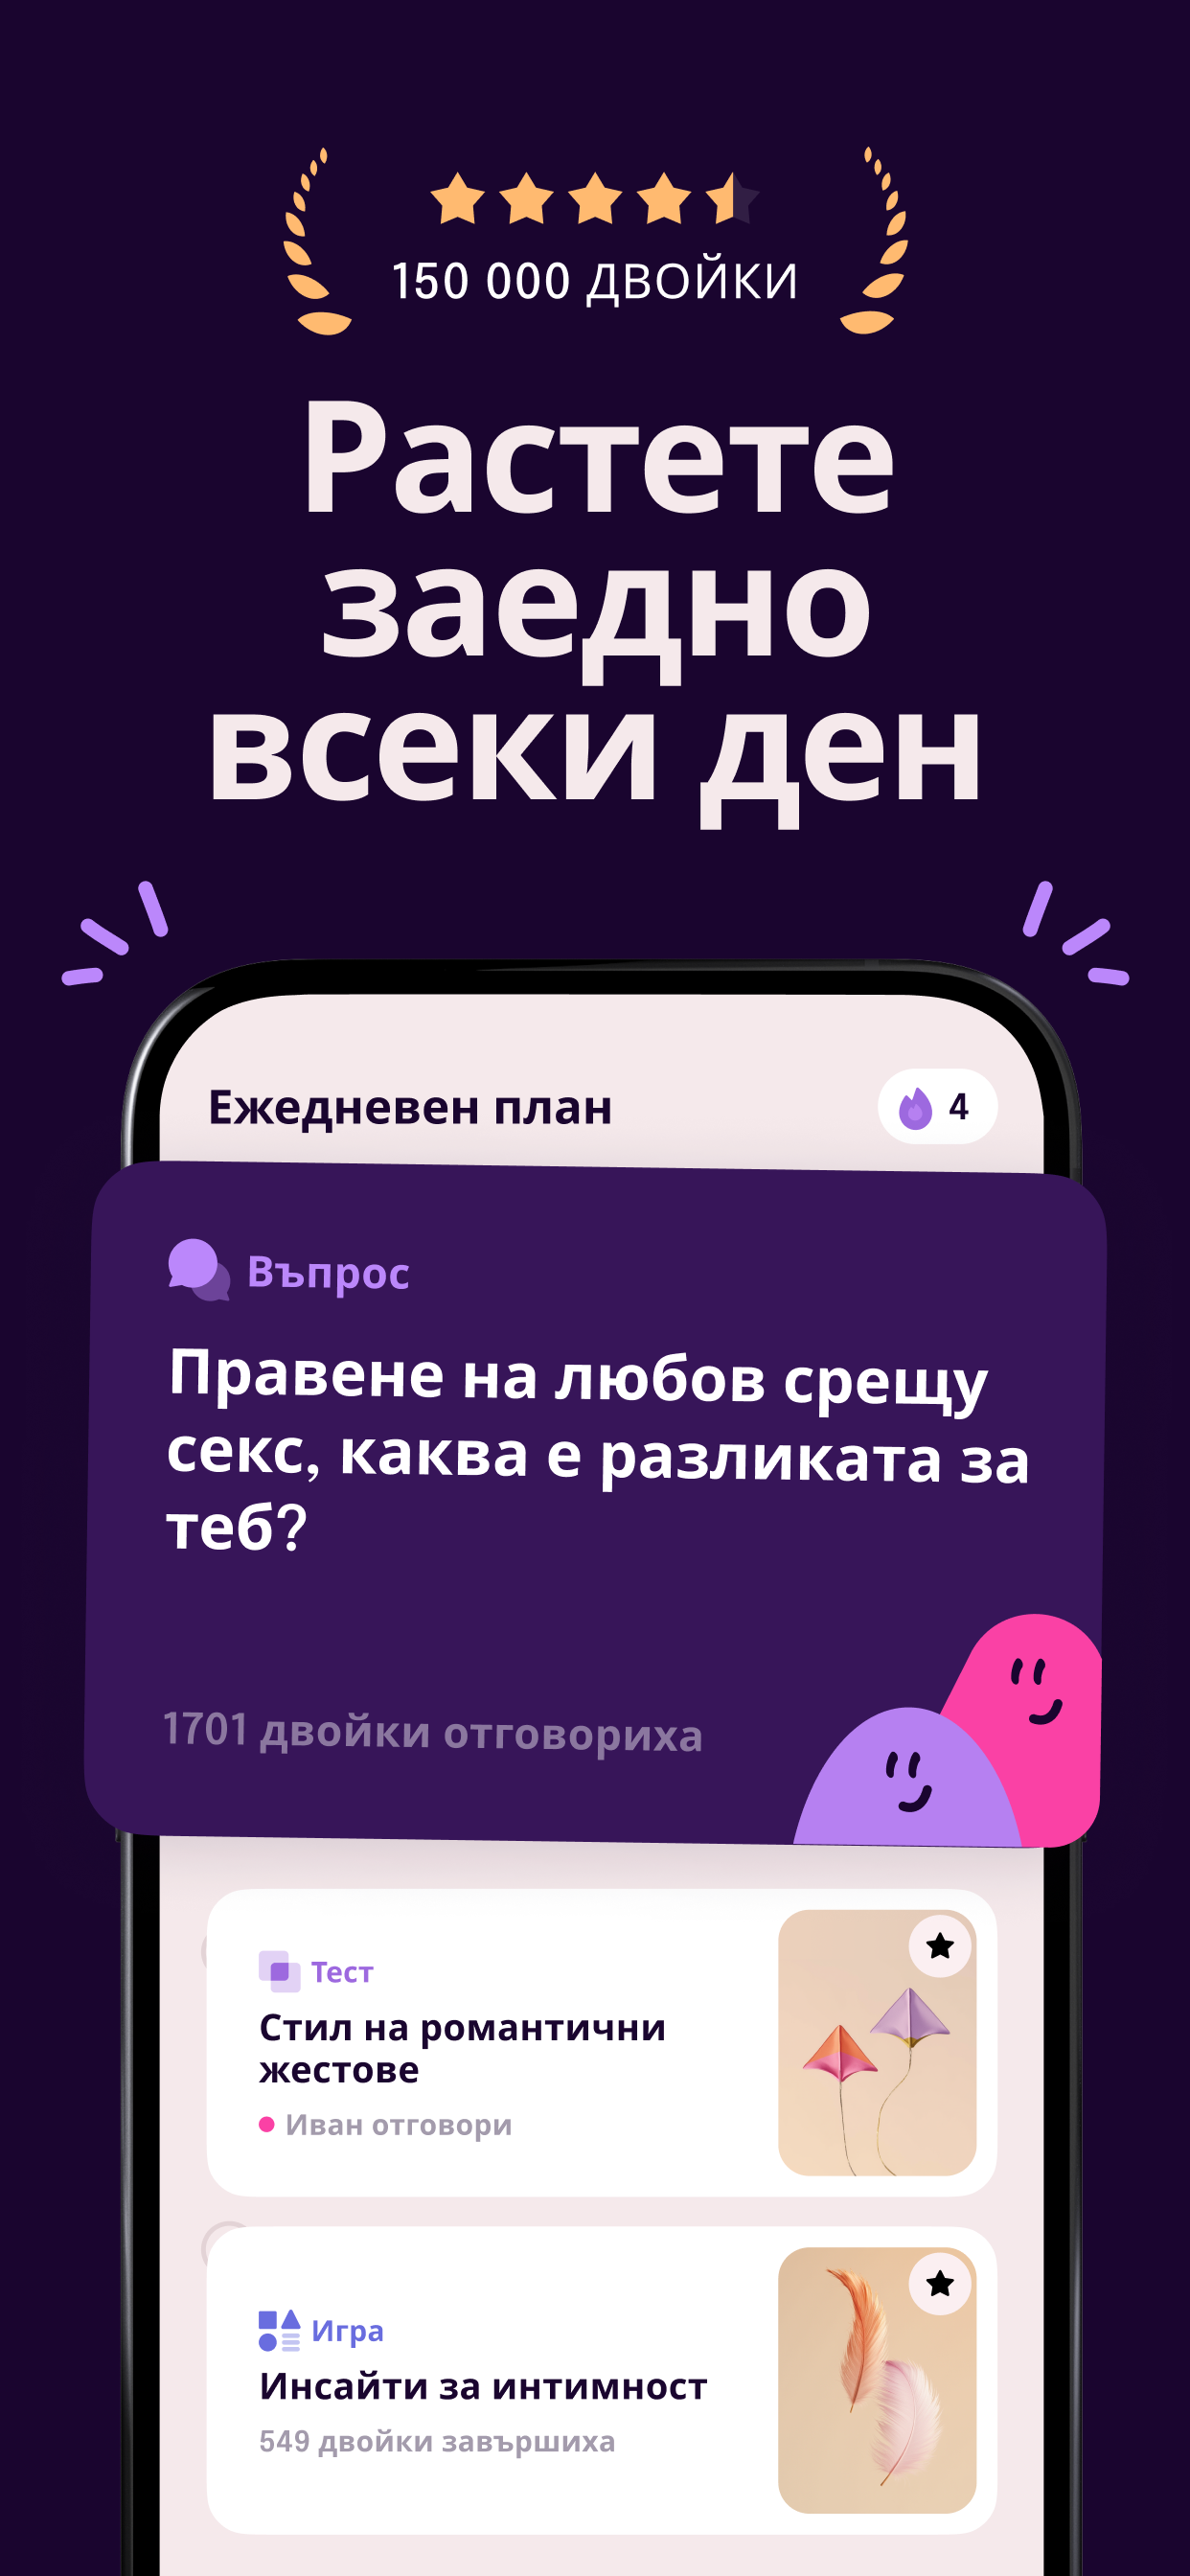 150 000 ДВОЙКИ
Растете
заедно
всеки ден
Ежедневен план
4
Въпрос
Правене на любов срещу
секс, каква е разликата за
теб?
1701 двойки отговориха
Тест
Стил на романтични
жестове
Иван отговори
Игра
Инсайти за интимност
549 двойки завършиха